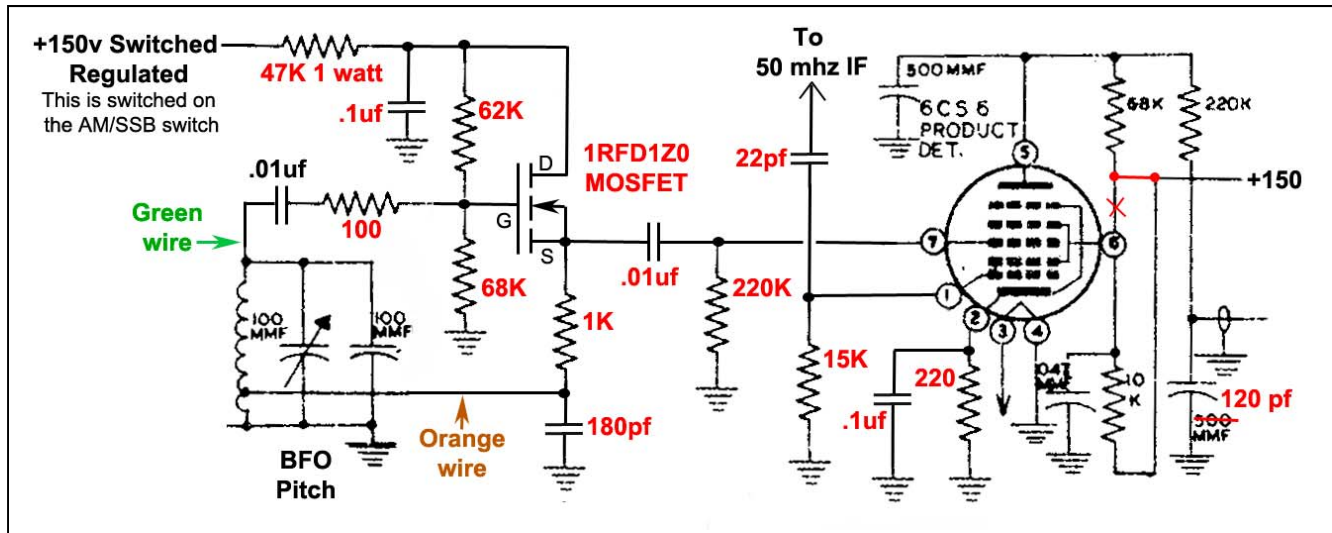 +150v Switched
Regulated
This is switched on
the AM/SSB switch
47K 1 watt
.1uf
62K
1RFD1Z0
MOSFET
D
G
S
.01uf
100
Green
wire
68K
1K
.01uf
220K
100
MMF
100
MMF
BFO
Pitch
Orange
wire
180pf
To
50 mhz IF
22pf
15K
500 MMF
6CS6
PRODUCT
DET.
5
7
6
1
2
3
4
68K
220K
+150
.1uf
220
.047
MMF
10
K
120 pf
500
MMF